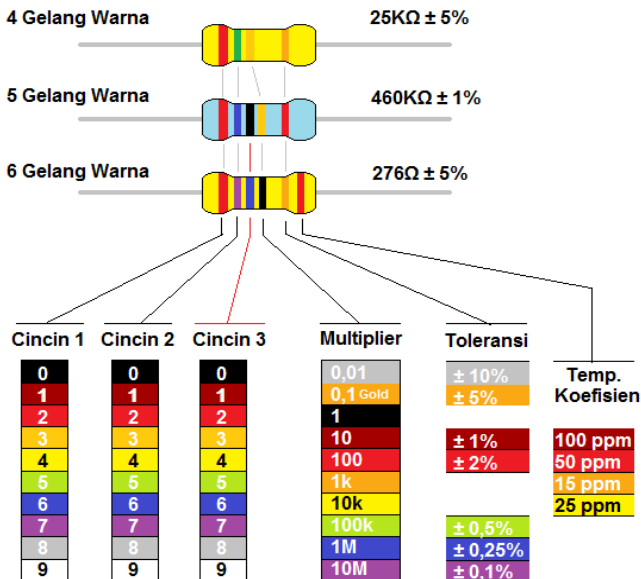 4 Gelang Warna
25KΩ ± 5%
5 Gelang Warna
460KΩ ± 1%
6 Gelang Warna
276Ω ± 5%
Cincin 1
Cincin 2
Cincin 3
Multiplier
Toleransi
Temp.
Koefisien
0
1
2
3
4
5
6
7
8
9
0
1
2
3
4
5
6
7
8
9
0
1
2
3
4
5
6
7
8
9
0,01
0,1 Gold
1
10
100
1k
10k
100k
1M
10M
± 10%
± 5%
± 1%
± 2%
± 0,5%
± 0,25%
± 0,1%
100 ppm
50 ppm
15 ppm
25 ppm